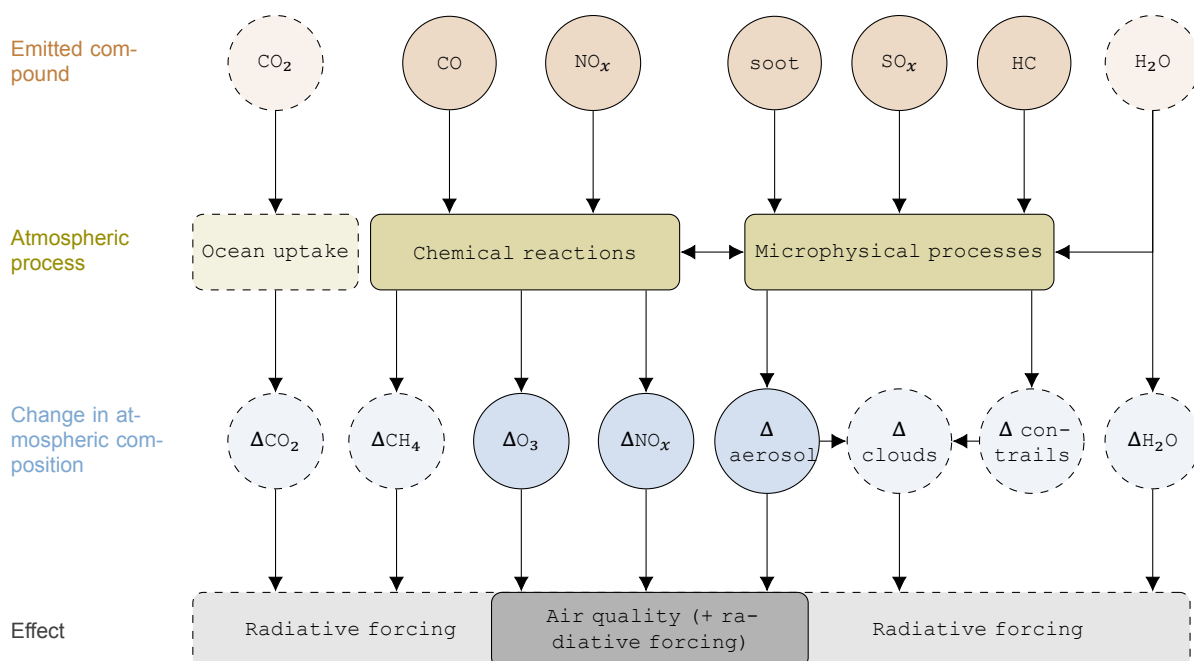 Emitted com-
pound
CO₂
CO
NOₓ
soot
SOₓ
HC
H₂O
Atmospheric
process
Ocean uptake
Chemical reactions
Microphysical processes
Change in at-
mospheric com-
position
ΔCO₂
ΔCH₄
ΔO₃
ΔNOₓ
Δ
aerosol
Δ
clouds
Δ con-
trails
ΔH₂O
Effect
Radiative forcing
Air quality (+ ra-
diative forcing)
Radiative forcing